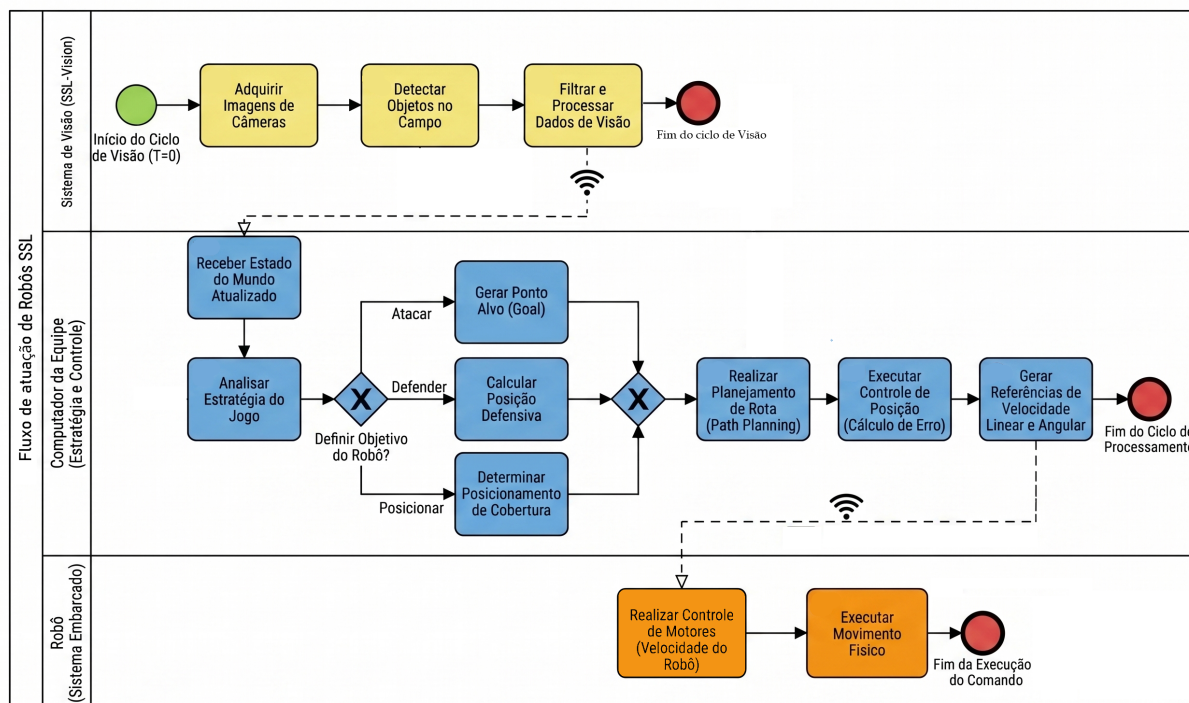 Fluxo de atuação de Robôs SSL
Sistema de Visão (SSL-Vision)
Início do Ciclo
de Visão (T=0)
Adquirir
Imagens de
Câmeras
Detectar
Objetos no
Campo
Filtrar e
Processar
Dados de Visão
Fim do ciclo de Visão
Computador da Equipe
(Estratégia e Controle)
Receber Estado
do Mundo
Atualizado
Analisar
Estratégia do
Jogo
X
Definir Objetivo
do Robô?
Atacar
Defender
Posicionar
Gerar Ponto
Alvo (Goal)
Calcular
Posição
Defensiva
Determinar
Posicionamento
de Cobertura
X
Realizar
Planejamento
de Rota
(Path Planning)
Executar
Controle de
Posição
(Cálculo de Erro)
Gerar
Referências de
Velocidade
Linear e Angular
Fim do Ciclo de
Processamento
Robô
(Sistema Embarcado)
Realizar Controle
de Motores
(Velocidade do
Robô)
Executar
Movimento
Fisico
Fim da Execução
do Comando